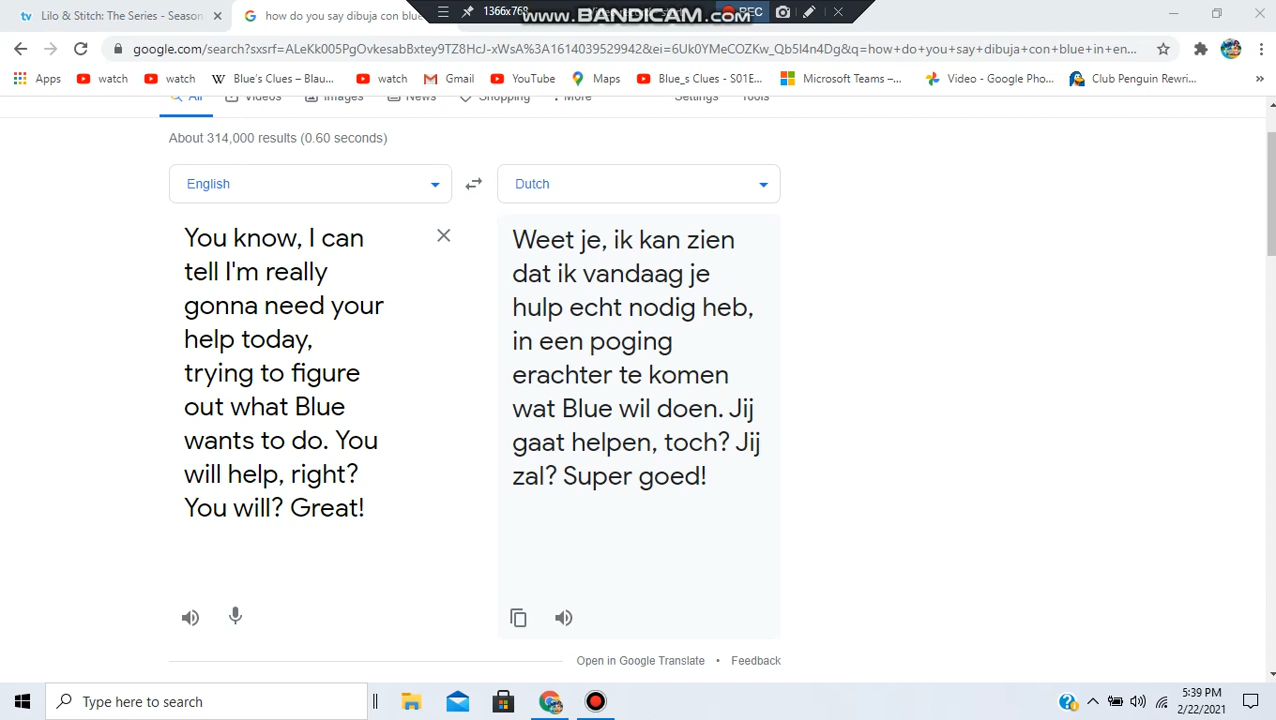 1366x768
www.BANDICAM.com
REC
Lilo & Stitch: The Series - Season
how do you say dibuja con blue
google.com/search?sxsrf=ALeKk005PgOvkesabBxtey9TZ8HcJ-xWsA%3A1614039529942&ei=6Uk0YMeCOZKw_Qb5I4n4Dg&q=how+do+you+say+dibuja+con+blue+in+en...
Apps
watch
watch
Blue's Clues – Blau...
watch
Gmail
YouTube
Maps
Blue_s Clues - S01E...
Microsoft Teams –...
Video - Google Pho...
Club Penguin Rewri...
»
All
Videos
Images
News
Shopping
More
Settings
Tools
About 314,000 results (0.60 seconds)
English
Dutch
You know, I can
tell I'm really
gonna need your
help today,
trying to figure
out what Blue
wants to do. You
will help, right?
You will? Great!
Weet je, ik kan zien
dat ik vandaag je
hulp echt nodig heb,
in een poging
erachter te komen
wat Blue wil doen. Jij
gaat helpen, toch? Jij
zal? Super goed!
Open in Google Translate • Feedback
Type here to search
5:39 PM
2/22/2021